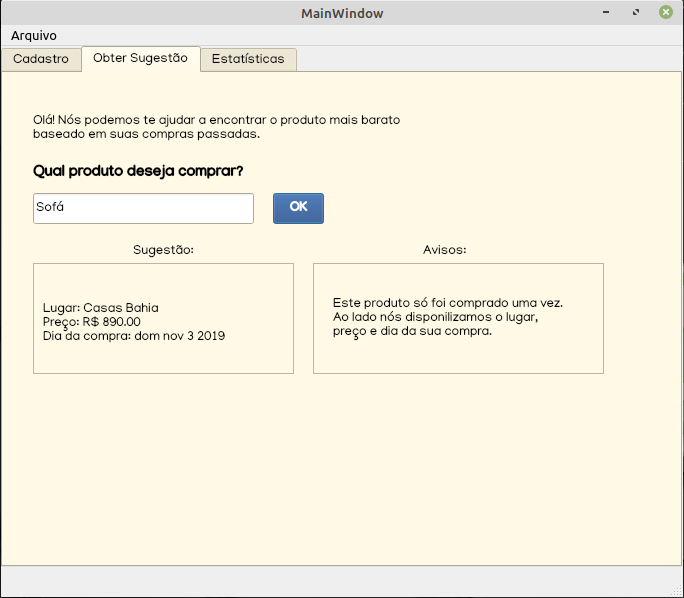 MainWindow
Arquivo
Cadastro
Obter Sugestão
Estatísticas
Olá! Nós podemos te ajudar a encontrar o produto mais barato
baseado em suas compras passadas.
Qual produto deseja comprar?
Sofá
OK
Sugestão:
Avisos:
Lugar: Casas Bahia
Preço: R$ 890.00
Dia da compra: dom nov 3 2019
Este produto só foi comprado uma vez.
Ao lado nós disponilizamos o lugar,
preço e dia da sua compra.